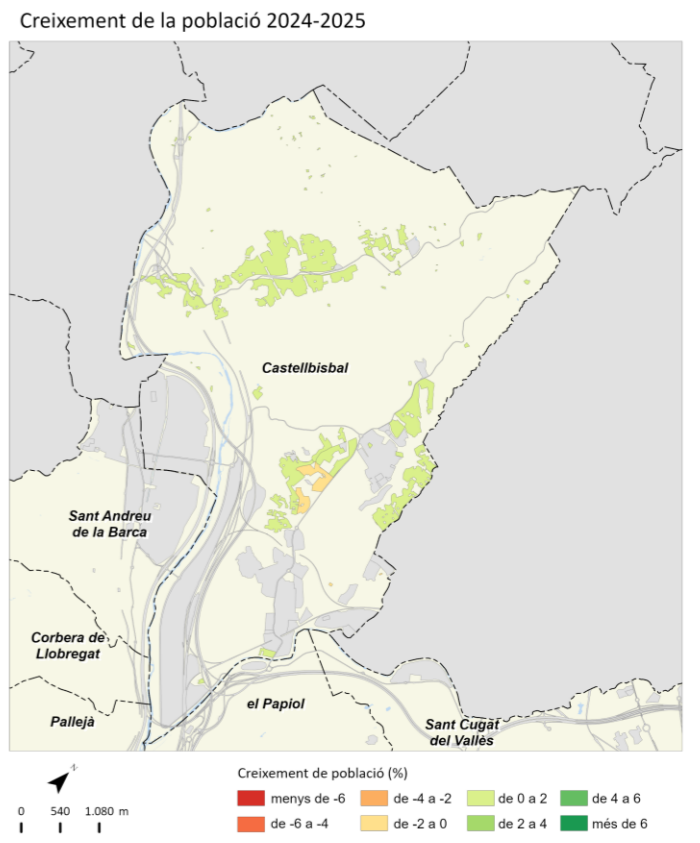 Creixement de la població 2024-2025
Castellbisbal
Sant Andreu
de la Barca
Corbera de
Llobregat
Pallejà
el Papiol
Sant Cugat
del Vallès
N
0 540 1.080 m
Creixement de població (%)
menys de -6
de -4 a -2
de 0 a 2
de 4 a 6
de -6 a -4
de -2 a 0
de 2 a 4
més de 6